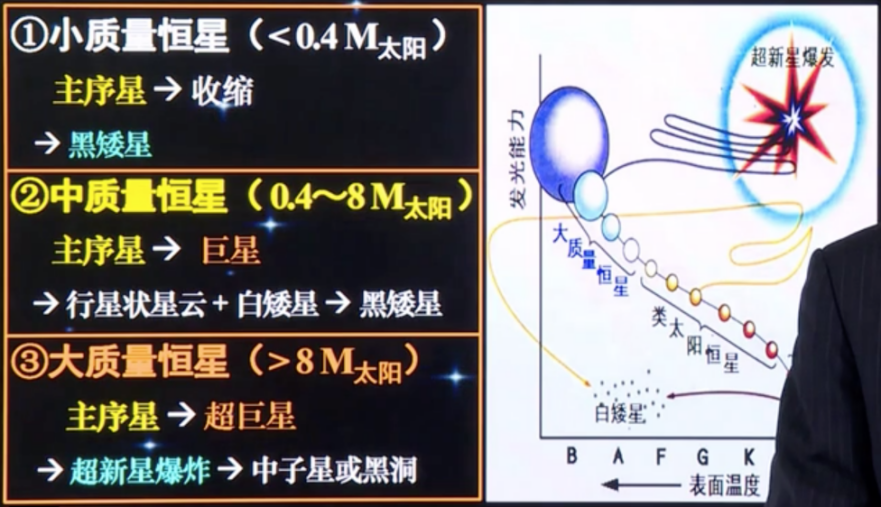 ①小质量恒星（<0.4 M太阳）
主序星→收缩
→黑矮星
②中质量恒星（0.4～8 M太阳）
主序星→ 巨星
→行星状星云+白矮星→黑矮星
③大质量恒星（>8 M太阳）
主序星→超巨星
→超新星爆炸→中子星或黑洞
超新星爆发
发光能力
大质量恒星
类太阳恒星
白矮星
B A F G K
←表面温度